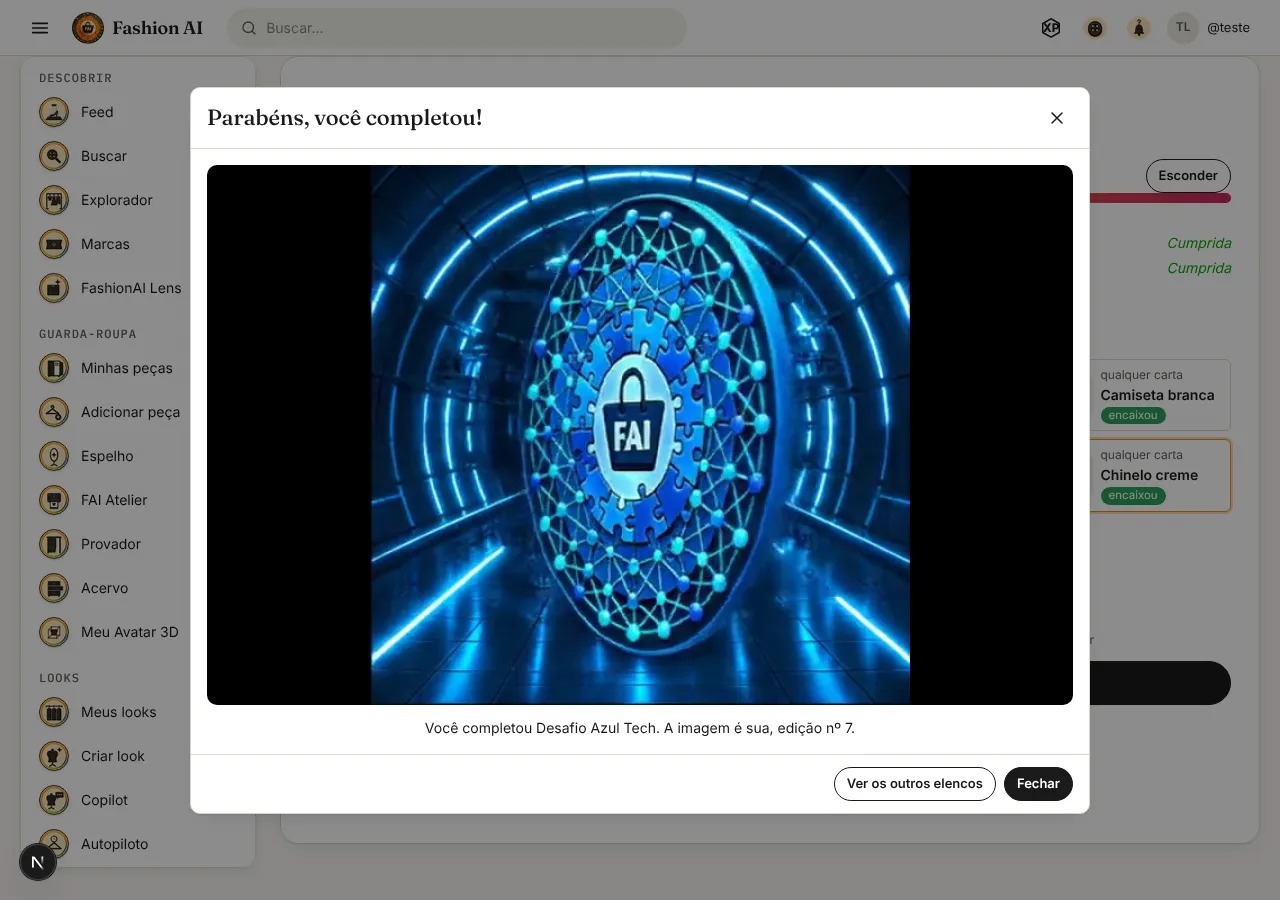 Fashion AI
Buscar...
XP
TL
@teste
DESCOBRIR
Feed
Buscar
Explorador
Marcas
FashionAI Lens
GUARDA-ROUPA
Minhas peças
Adicionar peça
Espelho
FAI Atelier
Provador
Acervo
Meu Avatar 3D
LOOKS
Meus looks
Criar look
Copilot
Autopiloto
N
Parabéns, você completou!
FAI
Você completou Desafio Azul Tech. A imagem é sua, edição nº 7.
Ver os outros elencos
Fechar
Esconder
Cumprida
Cumprida
qualquer carta
Camiseta branca
encaixou
qualquer carta
Chinelo creme
encaixou